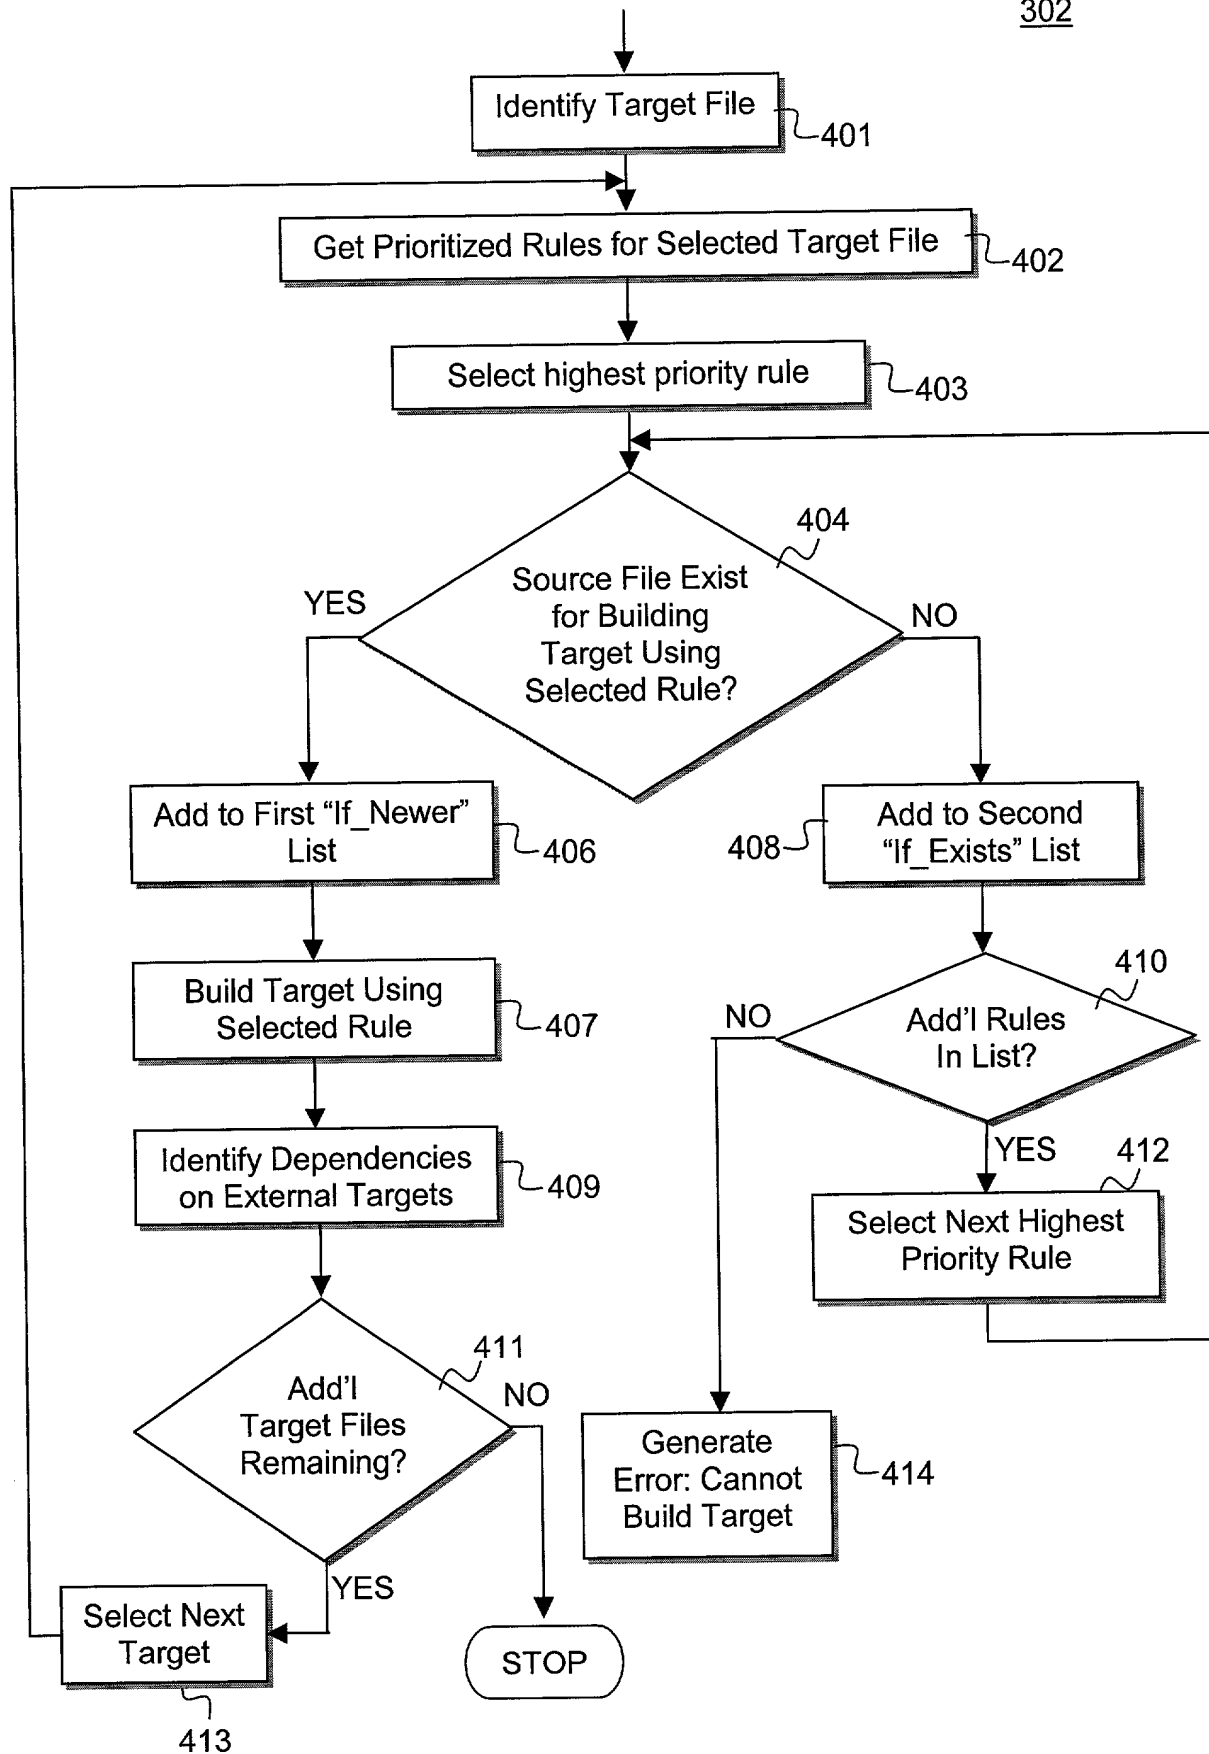 302
Identify Target File
401
Get Prioritized Rules for Selected Target File
402
Select highest priority rule
403
404
Source File Exist
for Building
Target Using
Selected Rule?
YES
NO
Add to First “If_Newer”
List
406
Add to Second
“If_Exists” List
408
Build Target Using
Selected Rule
407
410
Add’l Rules
In List?
NO
YES
Identify Dependencies
on External Targets
409
412
Select Next Highest
Priority Rule
411
Add’l
Target Files
Remaining?
NO
YES
Generate
Error: Cannot
Build Target
414
Select Next
Target
413
STOP